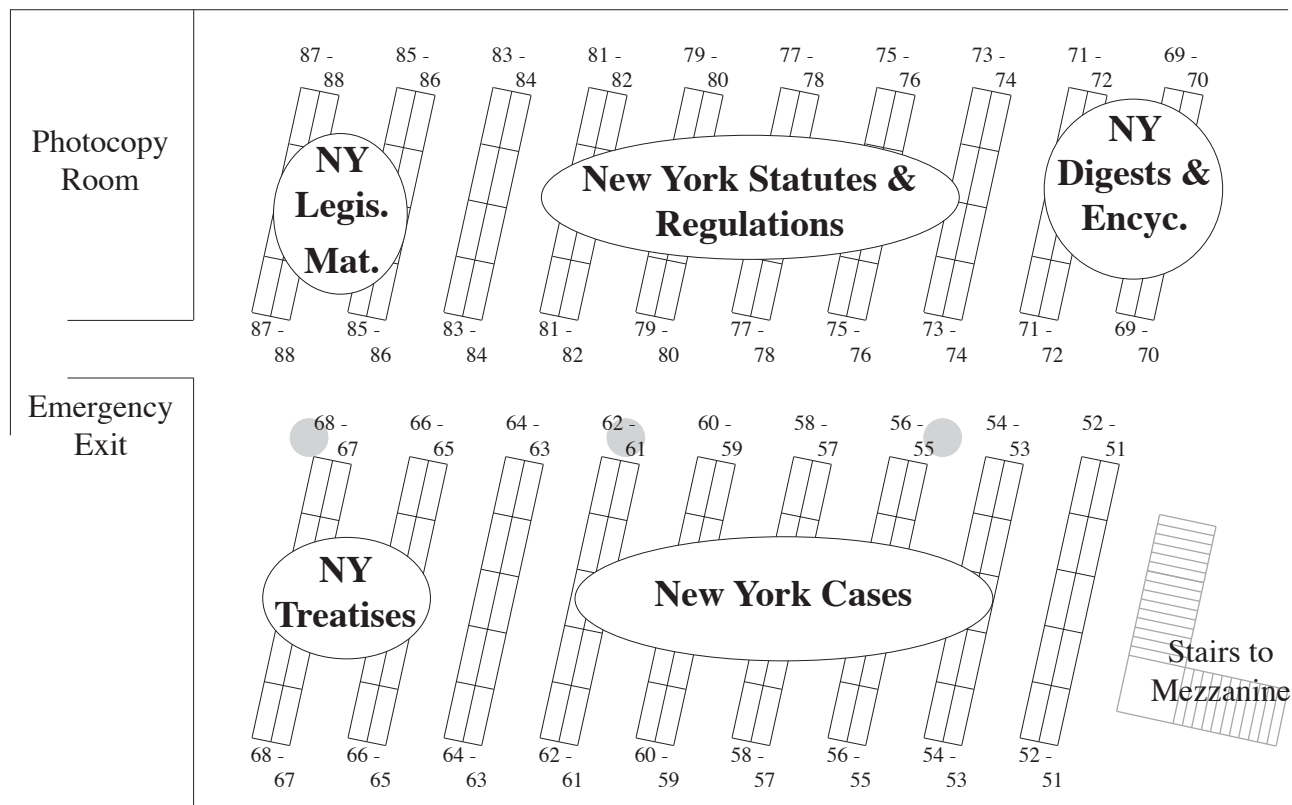 87 - 85 - 83 - 81 - 79 - 77 - 75 - 73 - 71 - 69 -
88 86 84 82 80 78 76 74 72 70
Photocopy
Room
NY
Legis.
Mat.
New York Statutes &
Regulations
NY
Digests &
Encyc.
87 - 85 - 83 - 81 - 79 - 77 - 75 - 73 - 71 - 69 -
88 86 84 82 80 78 76 74 72 70
Emergency
Exit
68 - 66 - 64 - 62 - 60 - 58 - 56 - 54 - 52 -
67 65 63 61 59 57 55 53 51
NY
Treatises
New York Cases
Stairs to
Mezzanine
68 - 66 - 64 - 62 - 60 - 58 - 56 - 54 - 52 -
67 65 63 61 59 57 55 53 51